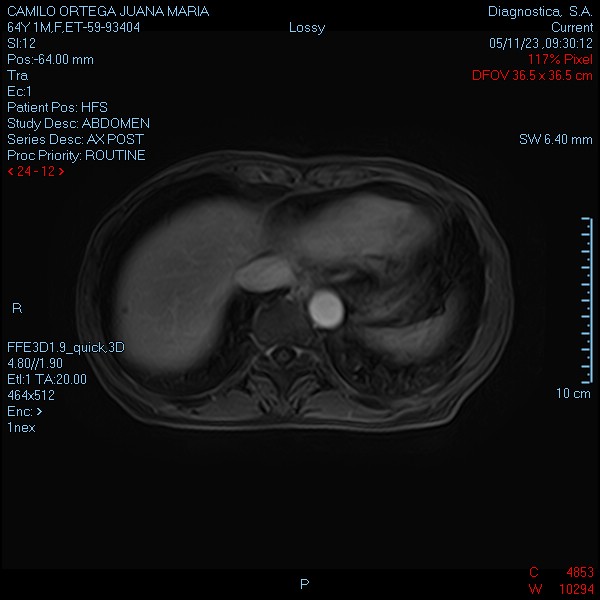 CAMILO ORTEGA JUANA MARIA
64Y 1M,F,ET-59-93404
Sl:12
Pos:-64.00 mm
Tra
Ec:1
Patient Pos: HFS
Study Desc: ABDOMEN
Series Desc: AX POST
Proc Priority: ROUTINE
< 24 - 12 >
Lossy
Diagnostica, S.A.
Current
05/11/23 ,09:30:12
117% Pixel
DFOV 36.5 x 36.5 cm
SW 6.40 mm
R
10 cm
FFE3D1.9_quick,3D
4.80//1.90
Etl:1 TA:20.00
464x512
Enc: >
1nex
P
C 4853
W 10294